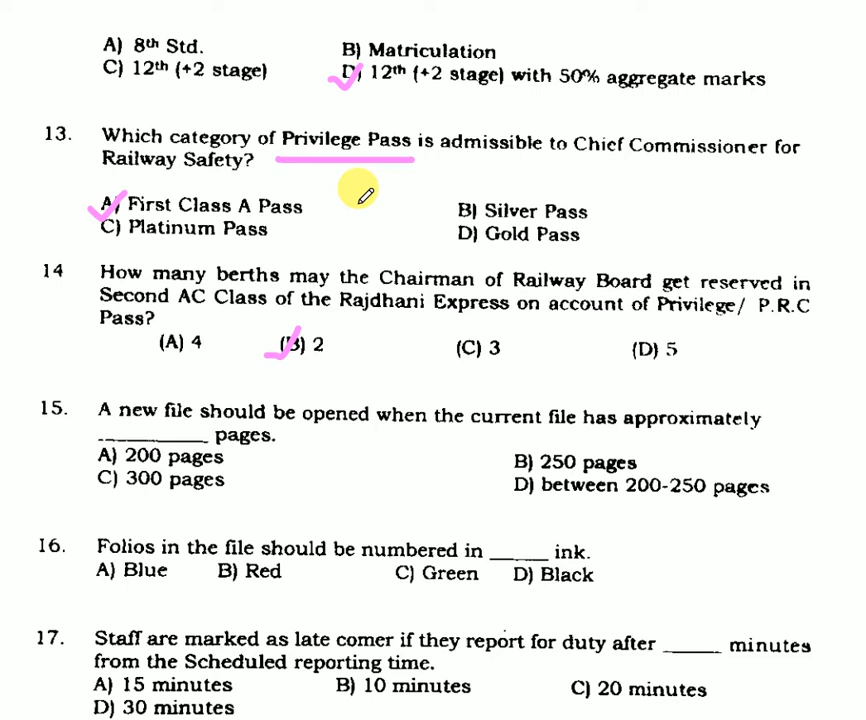 A) 8th Std. B) Matriculation
C) 12th (+2 stage) D) 12th (+2 stage) with 50% aggregate marks
13. Which category of Privilege Pass is admissible to Chief Commissioner for
Railway Safety?
A) First Class A Pass B) Silver Pass
C) Platinum Pass D) Gold Pass
14 How many berths may the Chairman of Railway Board get reserved in
Second AC Class of the Rajdhani Express on account of Privilege/ P.R.C
Pass?
(A) 4 (B) 2 (C) 3 (D) 5
15. A new file should be opened when the current file has approximately
__________ pages.
A) 200 pages B) 250 pages
C) 300 pages D) between 200-250 pages
16. Folios in the file should be numbered in _____ ink.
A) Blue B) Red C) Green D) Black
17. Staff are marked as late comer if they report for duty after _____ minutes
from the Scheduled reporting time.
A) 15 minutes B) 10 minutes C) 20 minutes
D) 30 minutes